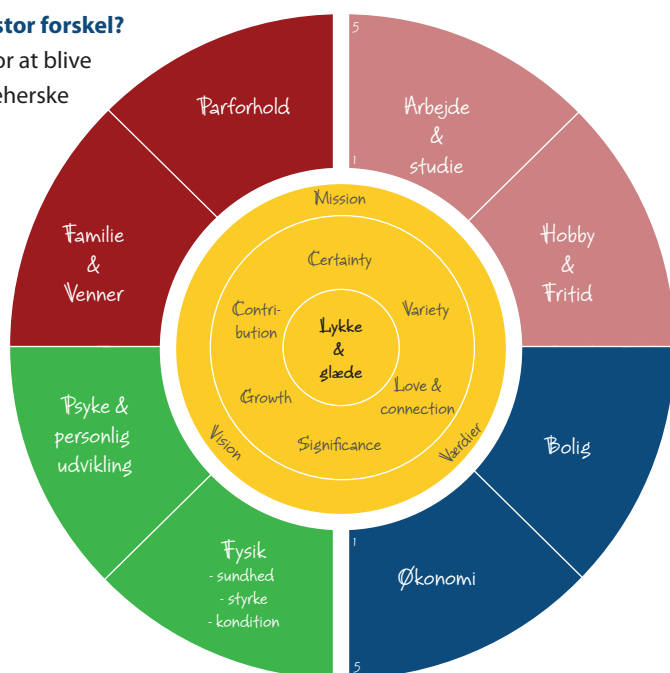 stor forskel?
or at blive
eherske
Parforhold
5
Arbejde
&
studie
1
Familie
&
Venner
Hobby
&
Fritid
Mission
Certainty
Contri-
bution
Variety
Lykke
&
glæde
Growth
Love &
connection
Significance
Vision
Værdier
Psyke &
personlig
udvikling
Bolig
Fysik
- sundhed
- styrke
- kondition
1
Økonomi
5